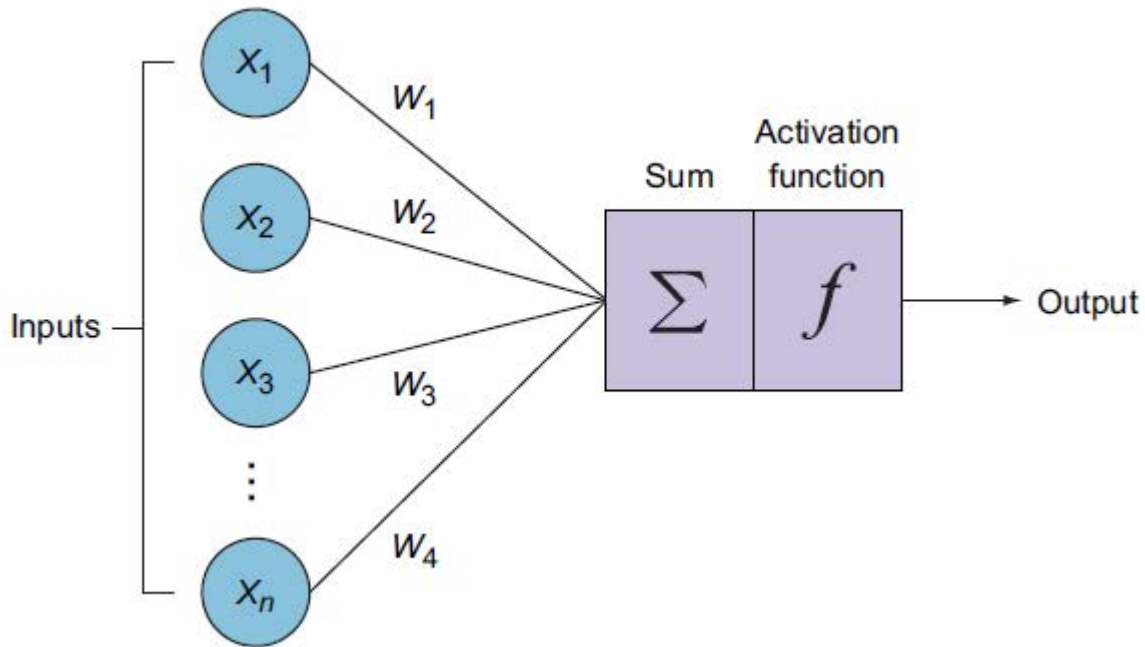 X1
W1
Activation
Sum function
X2
W2
∑ f
Inputs
Output
X3
W3
⋮
Xn
W4